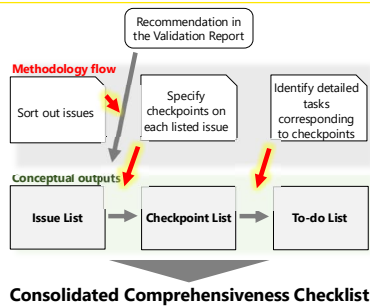 Recommendation in
the Validation Report
Methodology flow
Sort out issues
Specify
checkpoints on
each listed issue
Identify detailed
tasks
corresponding
to checkpoints
Conceptual outputs
Issue List
Checkpoint List
To-do List
Consolidated Comprehensiveness Checklist